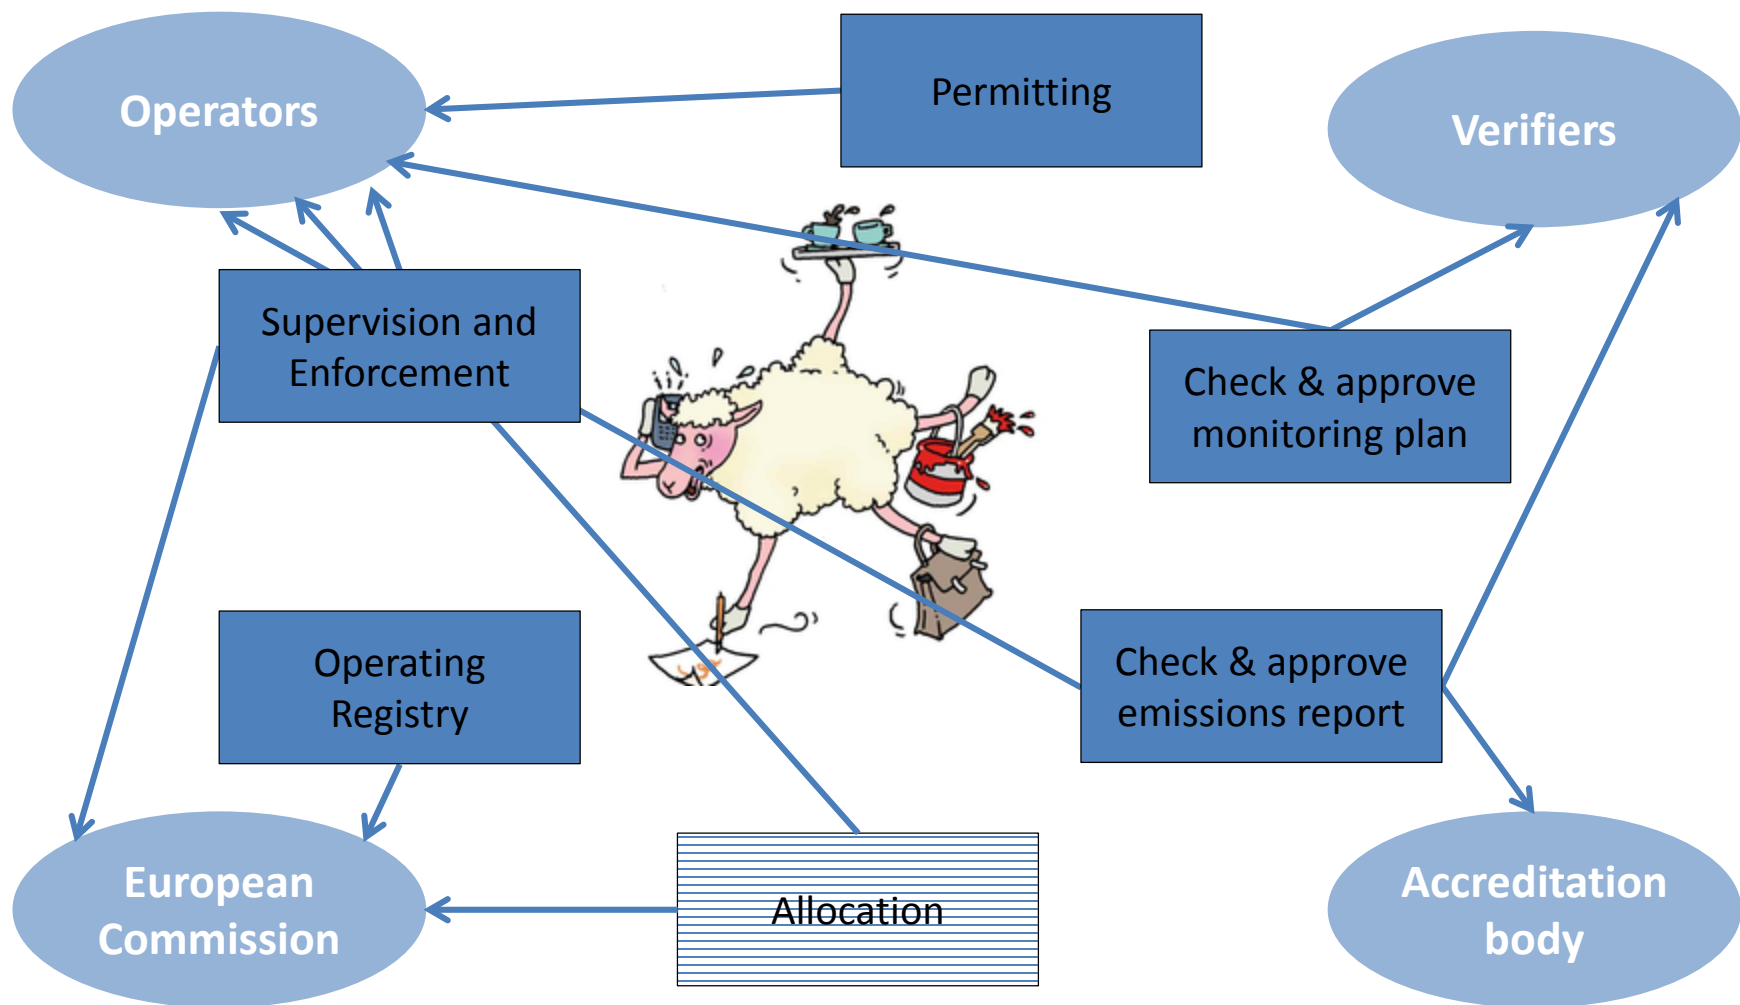 Operators
Permitting
Verifiers
Supervision and
Enforcement
Check & approve
monitoring plan
Operating
Registry
Check & approve
emissions report
European
Commission
Allocation
Accreditation
body